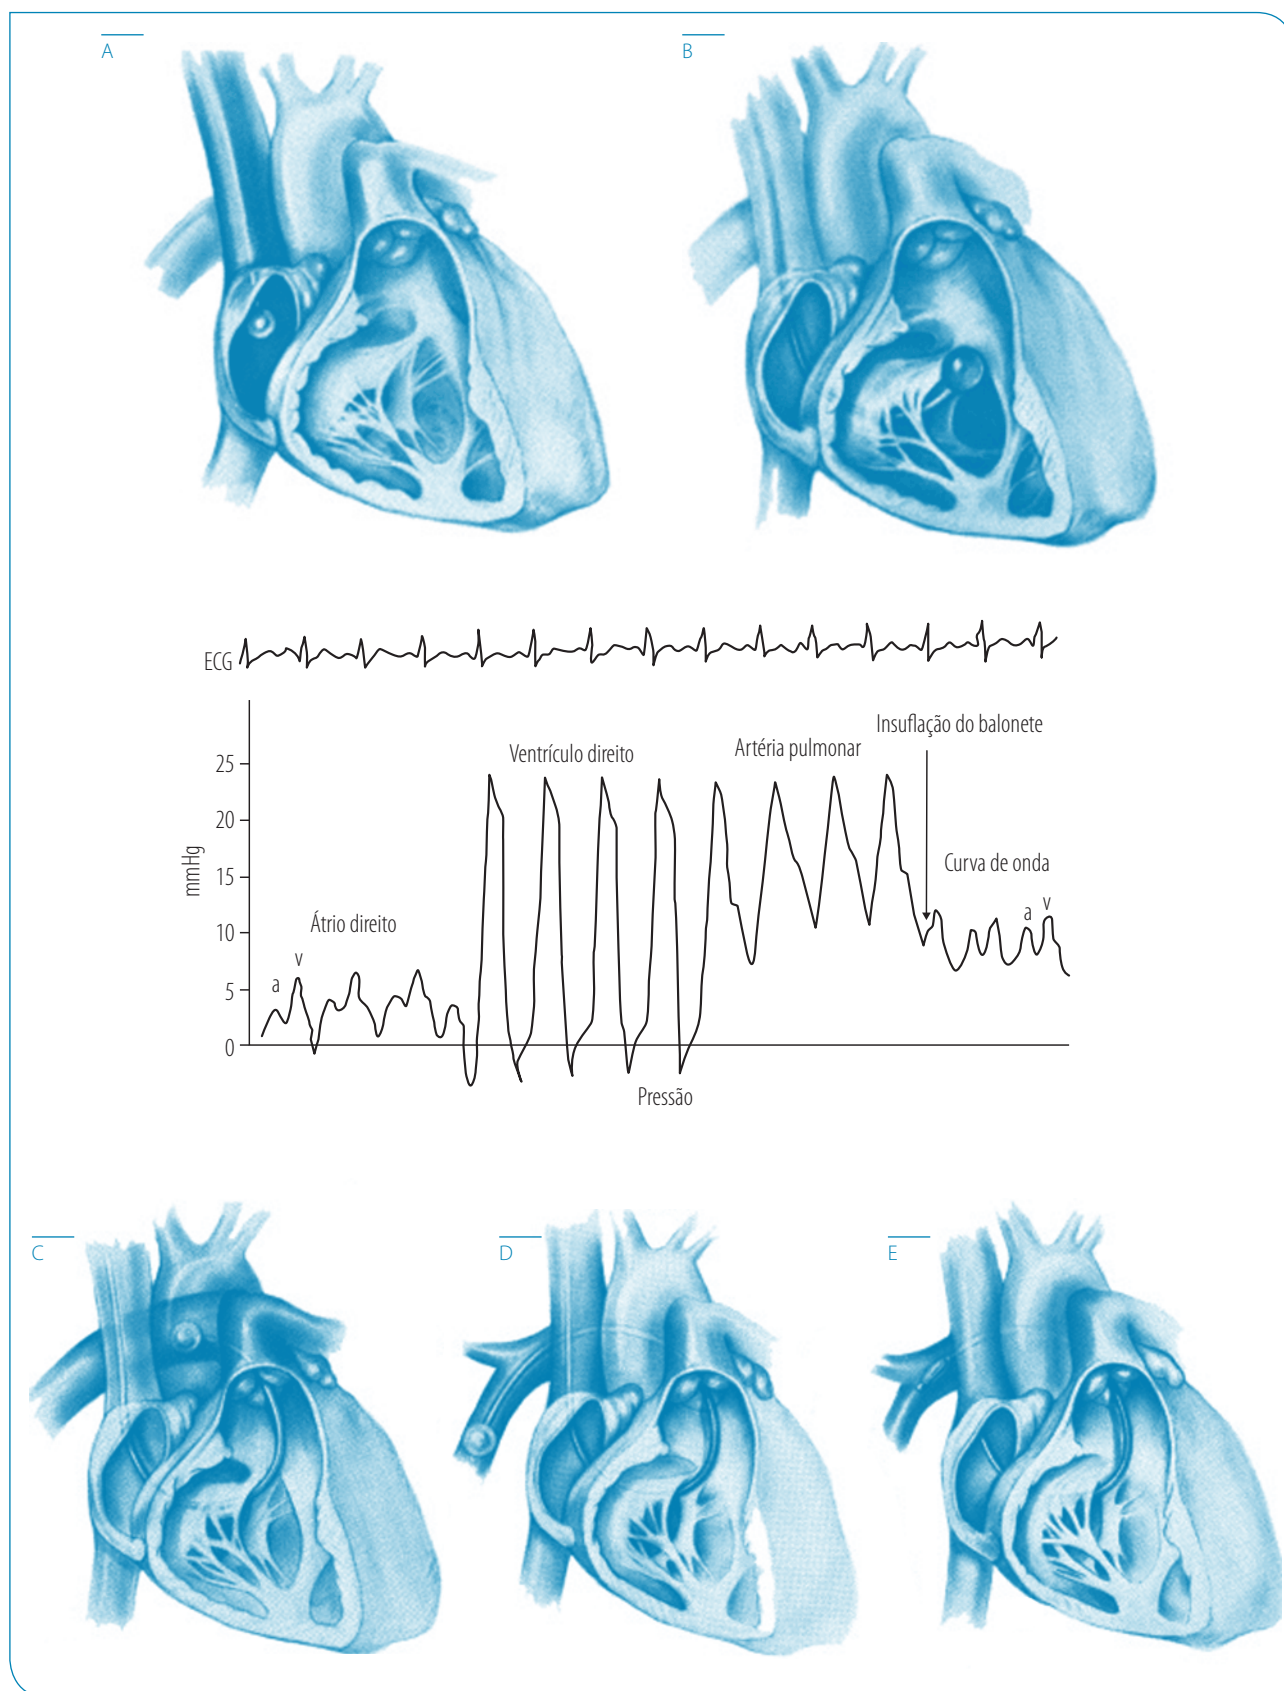 A
B
ECG
Insuflação do balonete
Ventrículo direito
Artéria pulmonar
25
20
15
10
5
0
mmHg
Curva de onda
a
v
Átrio direito
v
a
Pressão
C
D
E